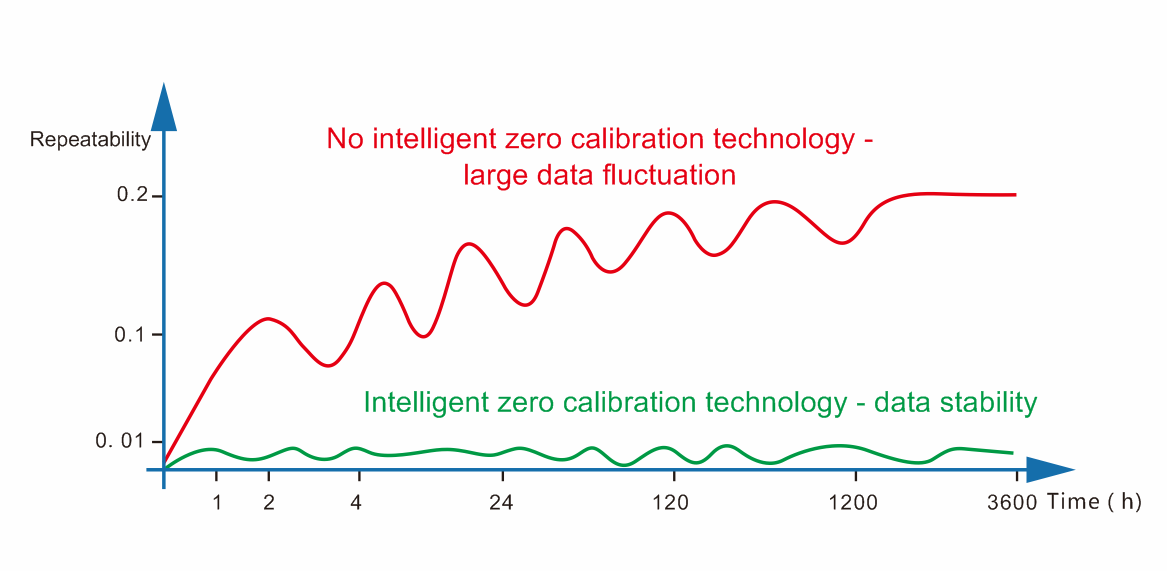 Repeatability
No intelligent zero calibration technology -
large data fluctuation
0.2
0.1
Intelligent zero calibration technology - data stability
0. 01
1 2 4 24 120 1200 3600 Time ( h)